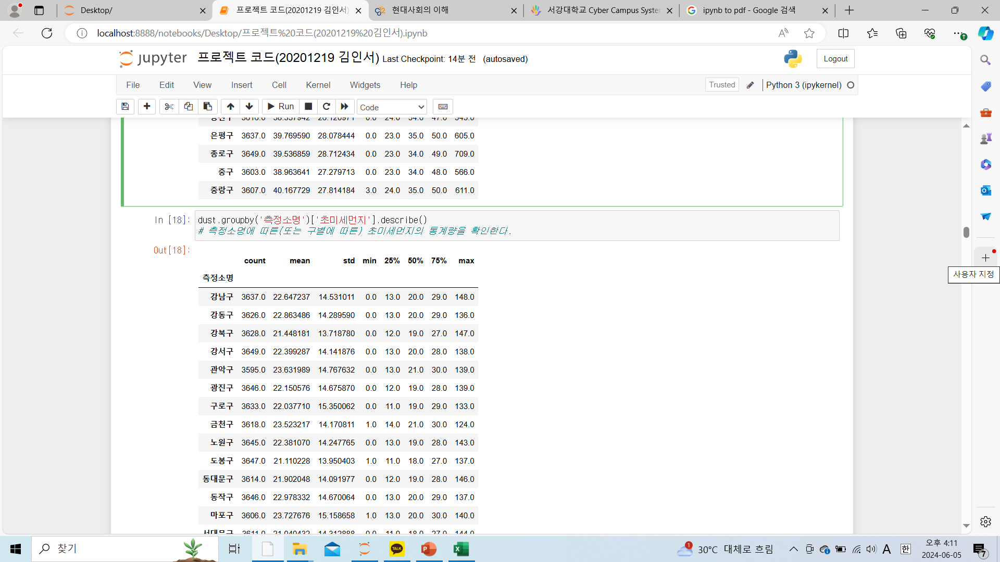 Desktop/
프로젝트 코드(20201219 김인서)
현대사회의 이해
서강대학교 Cyber Campus Syste
ipynb to pdf - Google 검색
localhost:8888/notebooks/Desktop/프로젝트%20코드(20201219%20김인서).ipynb
jupyter 프로젝트 코드(20201219 김인서) Last Checkpoint: 14분 전 (autosaved)
Logout
File Edit View Insert Cell Kernel Widgets Help
Trusted Python 3 (ipykernel)
Run Code
은평구 3637.0 39.769590 28.078444 0.0 23.0 35.0 50.0 605.0
종로구 3649.0 39.536859 28.712434 0.0 23.0 34.0 49.0 709.0
중구 3603.0 38.963641 27.279713 0.0 23.0 34.0 48.0 566.0
중랑구 3607.0 40.167729 27.814184 3.0 24.0 35.0 50.0 611.0
In [18]: dust.groupby('측정소명')['초미세먼지'].describe()
# 측정소명에 따른(또는 구별에 따른) 초미세먼지의 통계량을 확인한다.
Out[18]:
count mean std min 25% 50% 75% max
측정소명
강남구 3637.0 22.647237 14.531011 0.0 13.0 20.0 29.0 148.0
강동구 3626.0 22.863486 14.289590 0.0 13.0 20.0 29.0 136.0
강북구 3628.0 21.448181 13.718780 0.0 12.0 19.0 27.0 147.0
강서구 3649.0 22.399287 14.141876 0.0 13.0 20.0 28.0 138.0
관악구 3595.0 23.631989 14.767632 0.0 13.0 21.0 30.0 139.0
광진구 3646.0 22.150576 14.675870 0.0 12.0 19.0 28.0 139.0
구로구 3633.0 22.037710 15.350062 0.0 11.0 19.0 29.0 133.0
금천구 3618.0 23.523217 14.170811 1.0 14.0 21.0 30.0 124.0
노원구 3645.0 22.381070 14.247765 0.0 13.0 19.0 28.0 143.0
도봉구 3647.0 21.110228 13.950403 1.0 11.0 18.0 27.0 137.0
동대문구 3614.0 21.902048 14.091977 0.0 12.0 19.0 28.0 146.0
동작구 3646.0 22.978332 14.670064 0.0 13.0 20.0 29.0 137.0
마포구 3606.0 23.727676 15.158658 1.0 13.0 20.0 30.0 140.0
사용자 지정
찾기
TALK
30°C 대체로 흐림
A 한
오후 4:11
2024-06-05
7